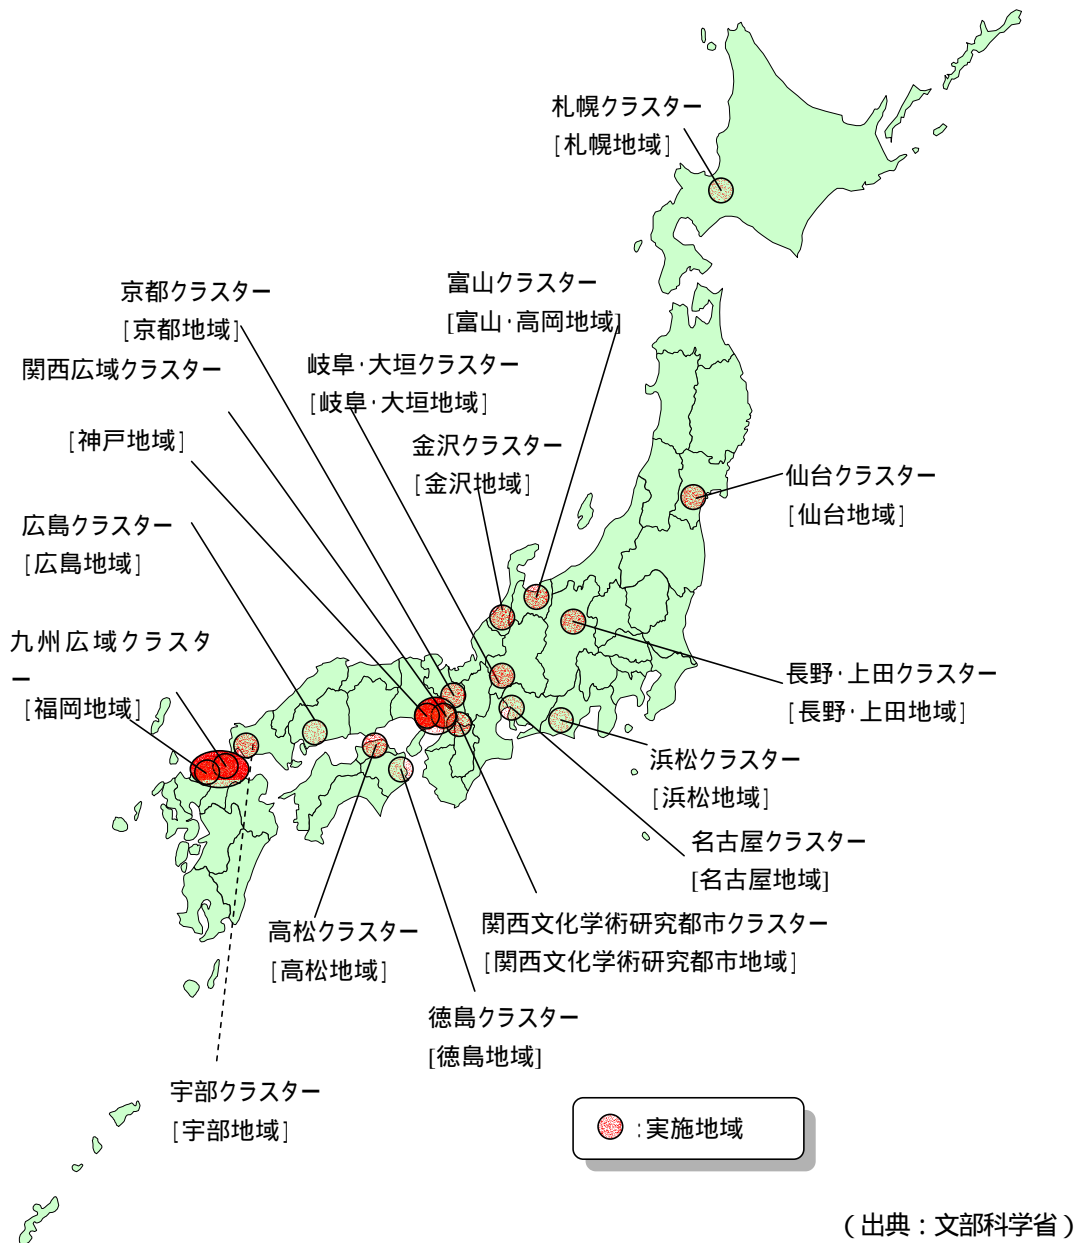 札幌クラスター
[札幌地域]
京都クラスター
[京都地域]
富山クラスター
[富山・高岡地域]
関西広域クラスター
[神戸地域]
岐阜・大垣クラスター
[岐阜・大垣地域]
金沢クラスター
[金沢地域]
仙台クラスター
[仙台地域]
広島クラスター
[広島地域]
九州広域クラスタ
ー
[福岡地域]
長野・上田クラスター
[長野・上田地域]
浜松クラスター
[浜松地域]
名古屋クラスター
[名古屋地域]
高松クラスター
[高松地域]
関西文化学術研究都市クラスター
[関西文化学術研究都市地域]
徳島クラスター
[徳島地域]
宇部クラスター
[宇部地域]
:実施地域
（出典：文部科学省）